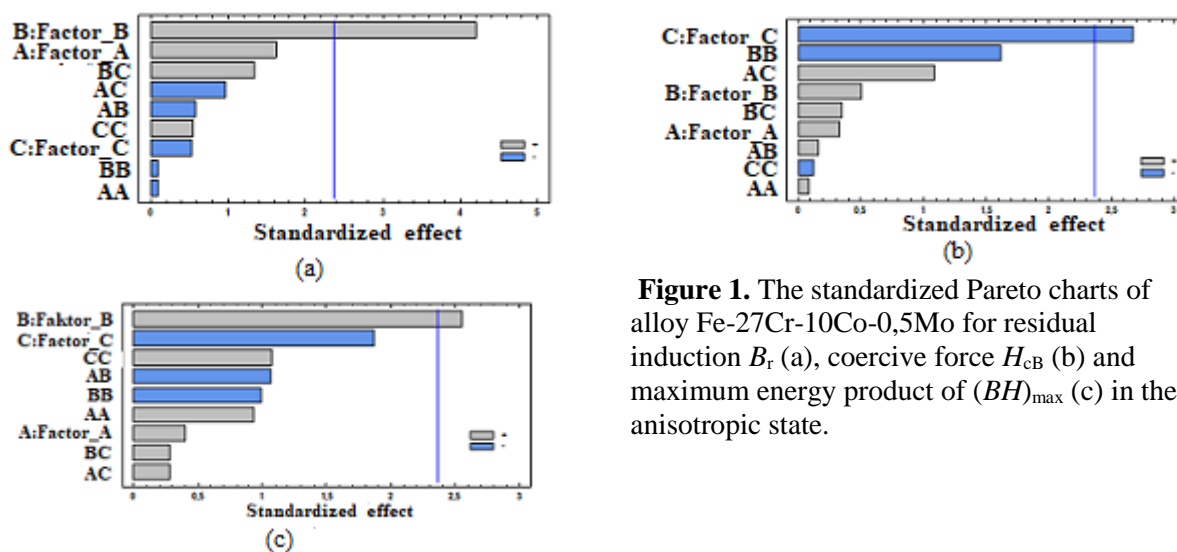 B:Factor_B
A:Factor_A
BC
AC
AB
CC
C:Factor_C
BB
AA
+
-
0 1 2 3 4 5
Standardized effect
(a)
C:Factor_C
BB
AC
B:Factor_B
BC
A:Factor_A
AB
CC
AA
+
-
0 0,5 1 1,5 2 2,5 3,
Standardized effect
(b)
B:Faktor_B
C:Factor_C
CC
AB
BB
AA
A:Factor_A
BC
AC
+
-
0 0,5 1 1,5 2 2,5 3
Standardized effect
(c)
Figure 1. The standardized Pareto charts of
alloy Fe-27Cr-10Co-0,5Mo for residual
induction Br (a), coercive force HcB (b) and
maximum energy product of (BH)max (c) in the
anisotropic state.